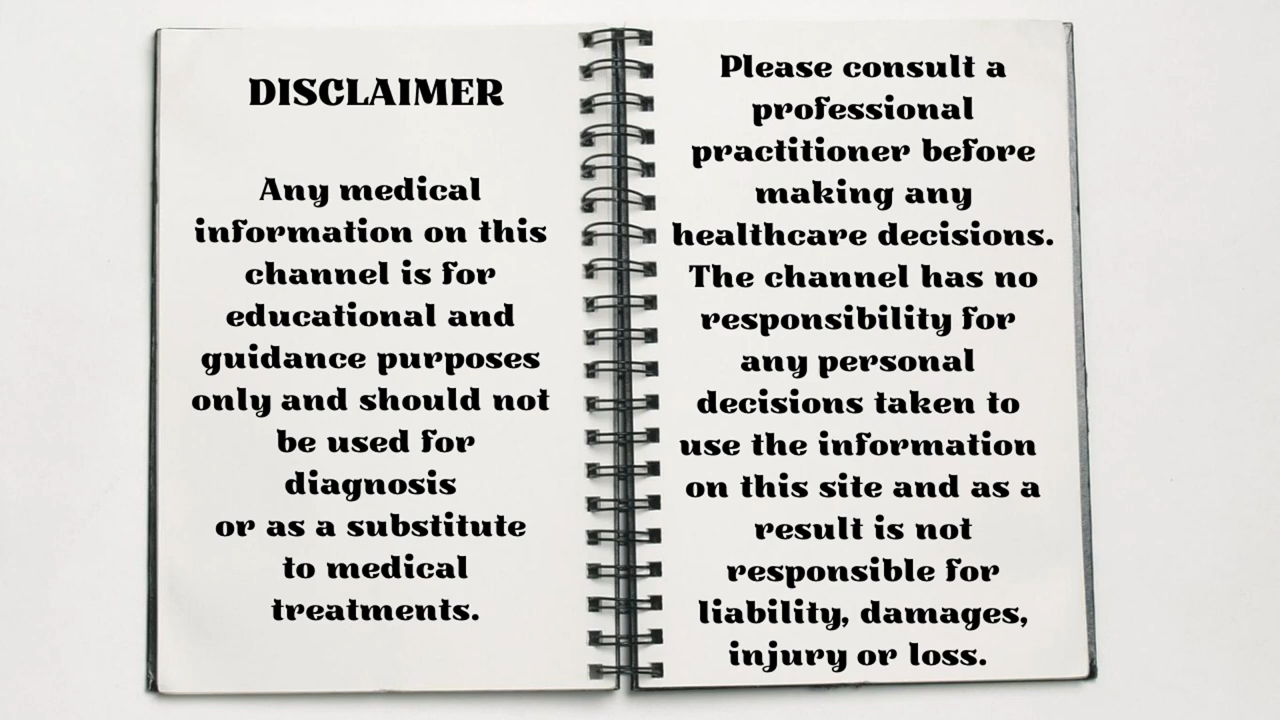 DISCLAIMER
Any medical
information on this
channel is for
educational and
guidance purposes
only and should not
be used for
diagnosis
or as a substitute
to medical
treatments.
Please consult a
professional
practitioner before
making any
healthcare decisions.
The channel has no
responsibility for
any personal
decisions taken to
use the information
on this site and as a
result is not
responsible for
liability, damages,
injury or loss.